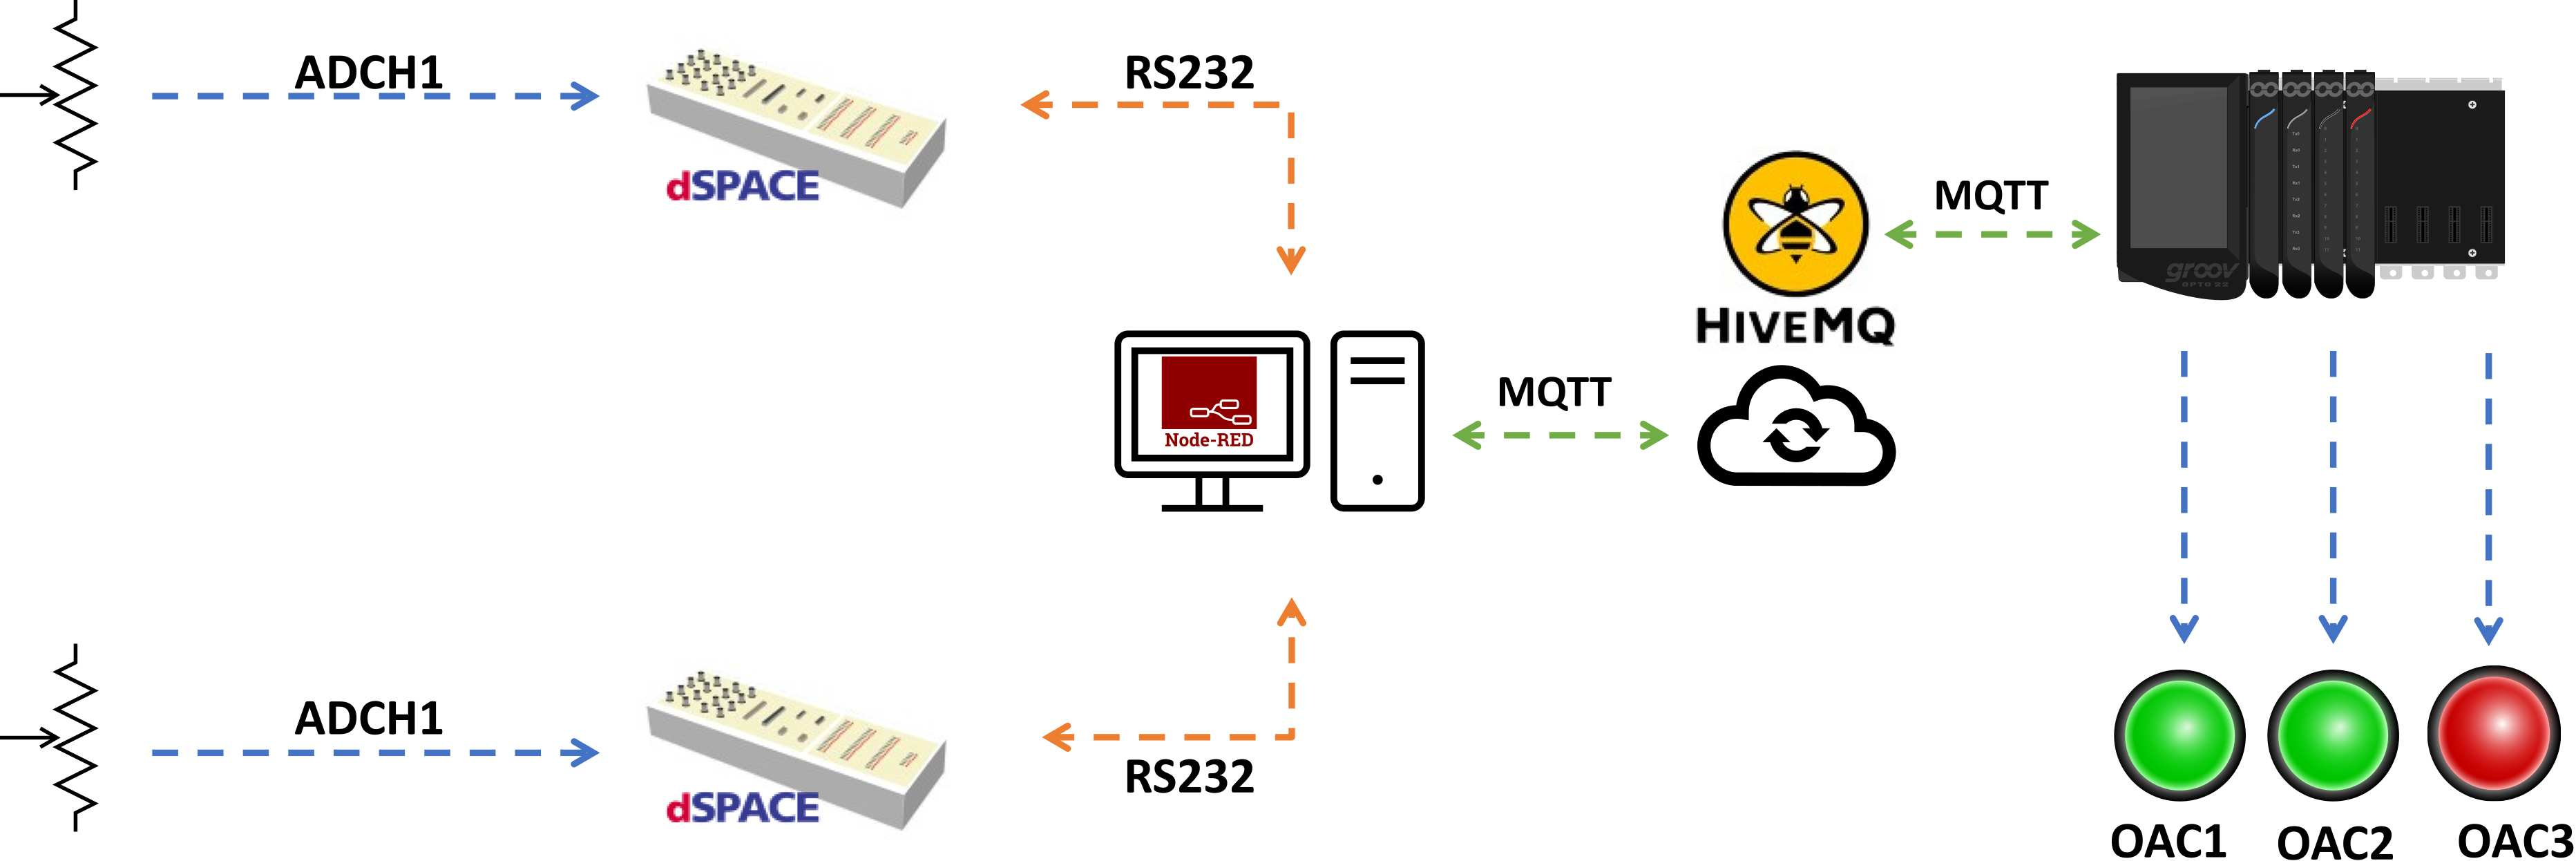 ADCH1
dSPACE
RS232
HIVEMQ
MQTT
groov
OPTO 22
Node-RED
MQTT
ADCH1
dSPACE
RS232
OAC1
OAC2
OAC3